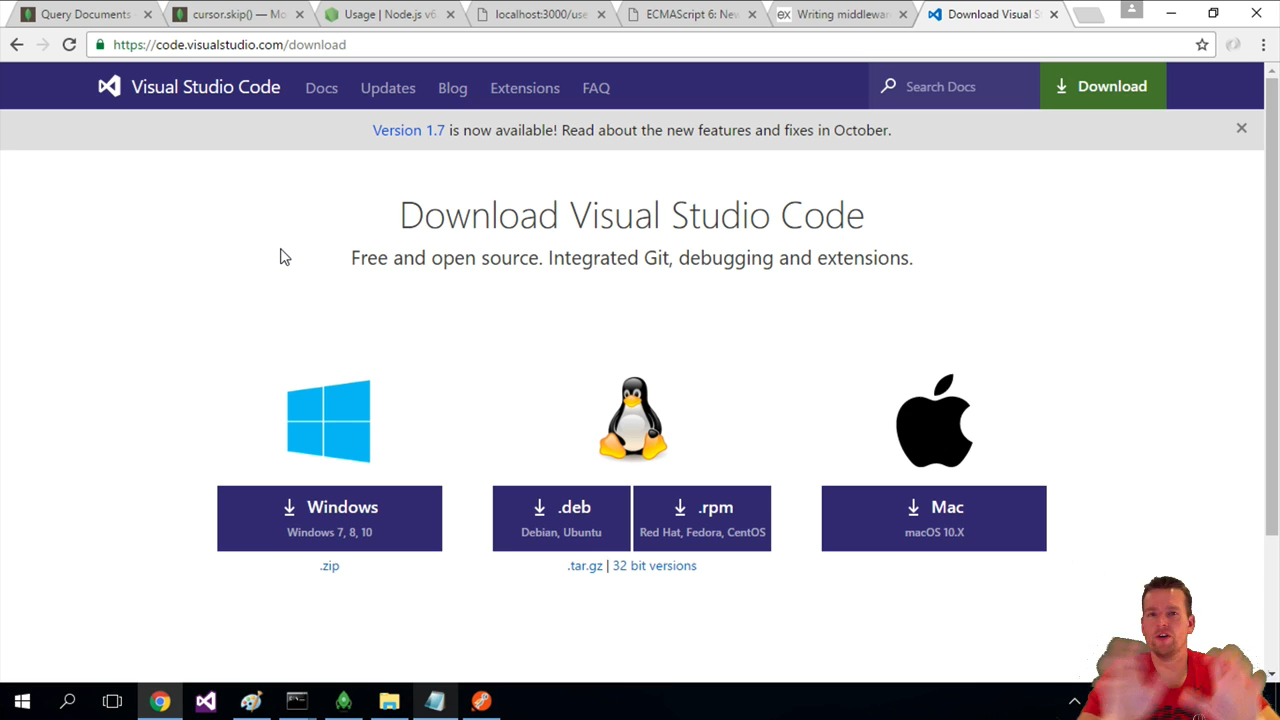 Query Documents
cursor.skip() — Mo
Usage | Node.js v6
localhost:3000/use
ECMAScript 6: New
Writing middlewar
Download Visual S
https://code.visualstudio.com/download
Visual Studio Code
Docs
Updates
Blog
Extensions
FAQ
Search Docs
Download
Version 1.7 is now available! Read about the new features and fixes in October.
Download Visual Studio Code
Free and open source. Integrated Git, debugging and extensions.
Windows
Windows 7, 8, 10
.zip
.deb
Debian, Ubuntu
.rpm
Red Hat, Fedora, CentOS
.tar.gz | 32 bit versions
Mac
macOS 10.X